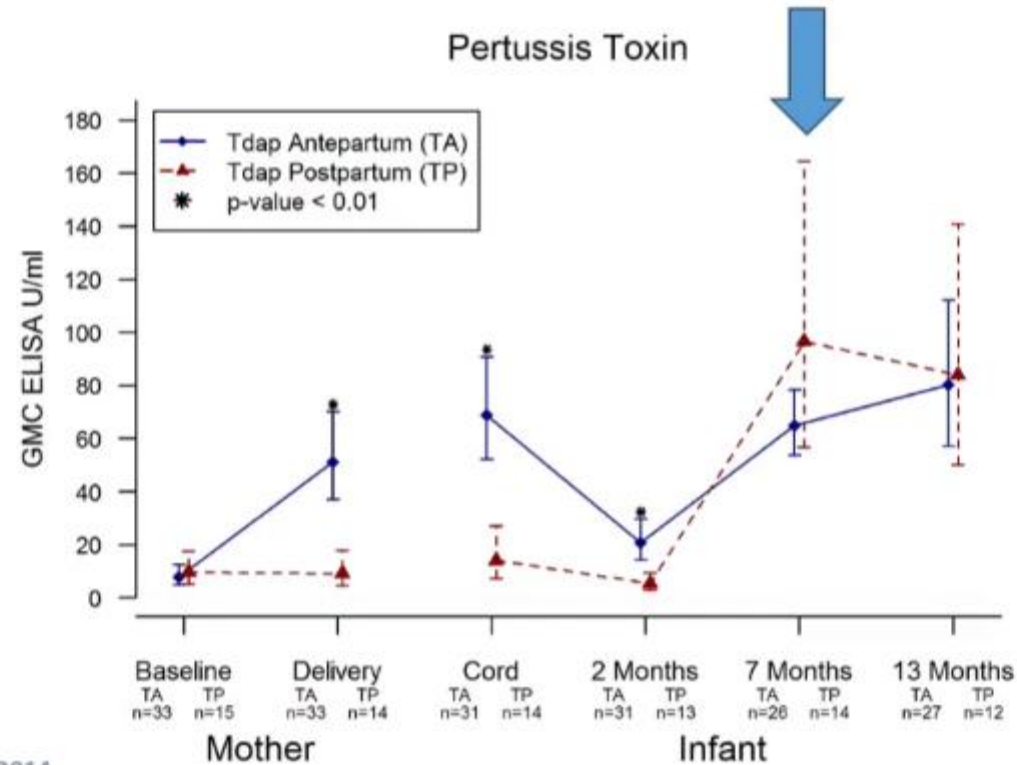 Pertussis Toxin
Tdap Antepartum (TA)
Tdap Postpartum (TP)
p-value < 0.01
GMC ELISA U/ml
180
160
140
120
100
80
60
40
20
0
Baseline Delivery Cord 2 Months 7 Months 13 Months
TA TP TA TP TA TP TA TP TA TP TA TP
n=33 n=15 n=33 n=14 n=31 n=14 n=31 n=13 n=26 n=14 n=27 n=12
Mother Infant